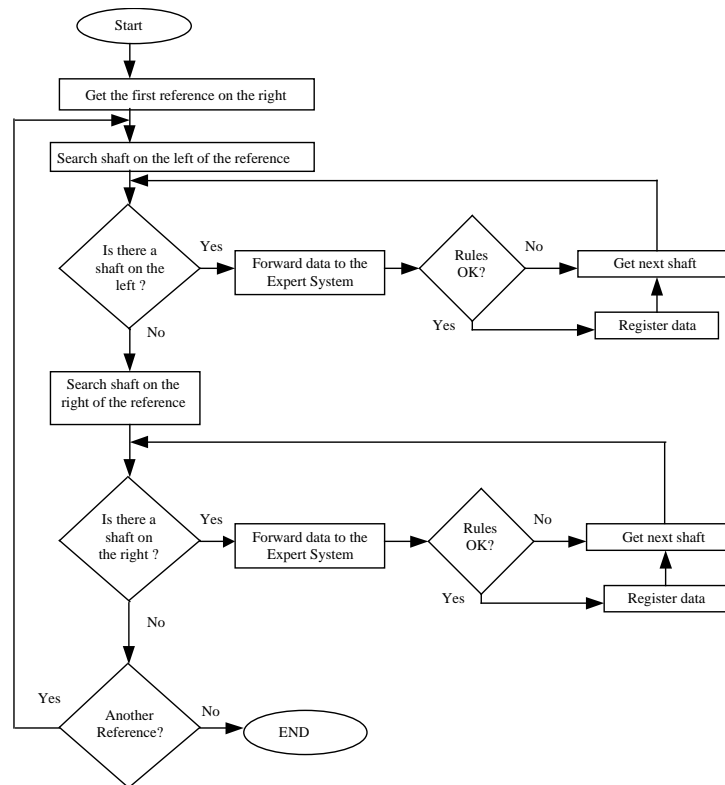 Start
Get the first reference on the right
Search shaft on the left of the reference
Is there a
shaft on the
left ?
Yes
Forward data to the
Expert System
Rules
OK?
No
Get next shaft
Yes
Register data
No
Search shaft on the
right of the reference
Is there a
shaft on
the right ?
Yes
Forward data to the
Expert System
Rules
OK?
No
Get next shaft
Yes
Register data
No
Yes
Another
Reference?
No
END